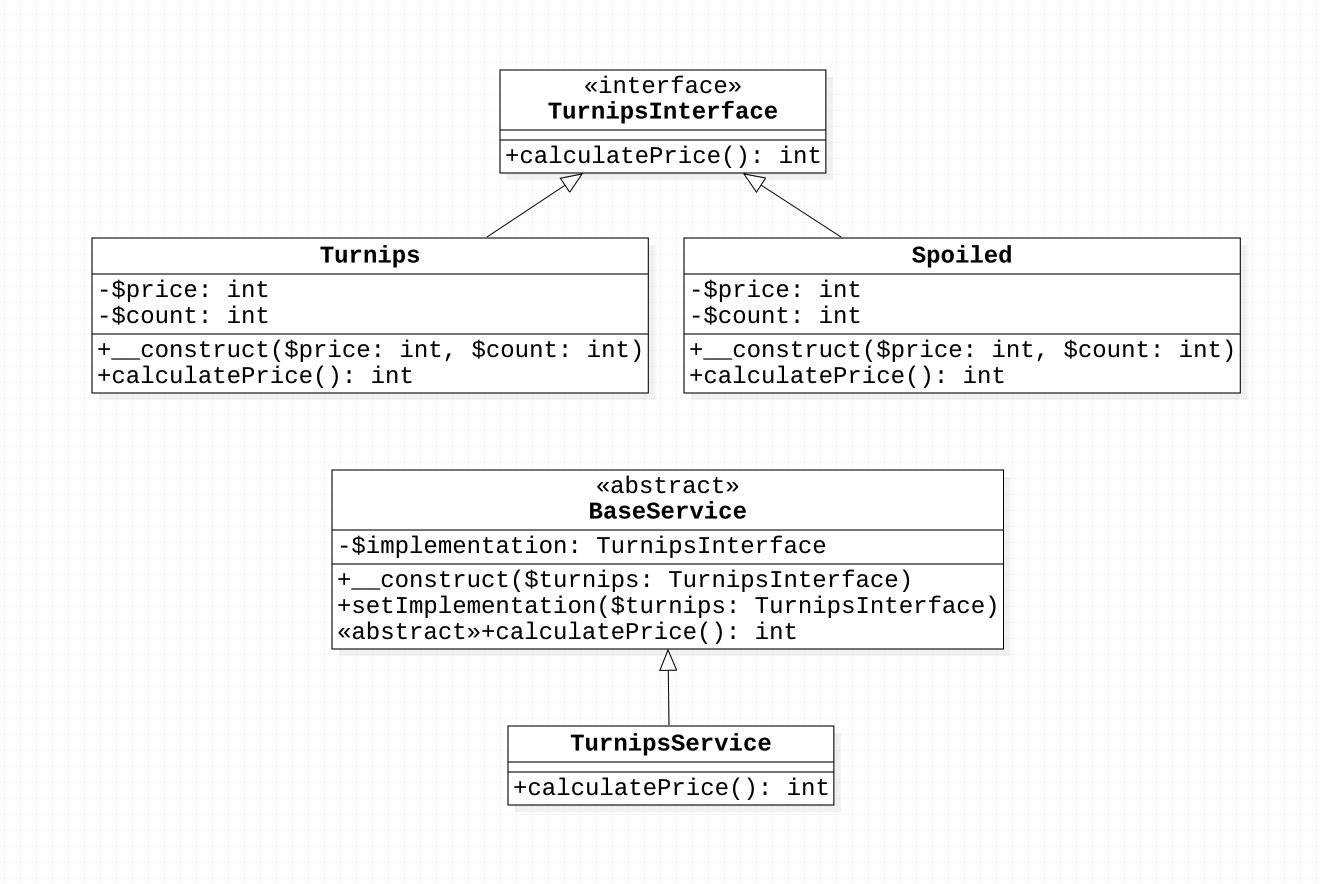 «interface»
TurnipsInterface
+calculatePrice(): int
Turnips
-$price: int
-$count: int
+__construct($price: int, $count: int)
+calculatePrice(): int
Spoiled
-$price: int
-$count: int
+__construct($price: int, $count: int)
+calculatePrice(): int
«abstract»
BaseService
-$implementation: TurnipsInterface
+__construct($turnips: TurnipsInterface)
+setImplementation($turnips: TurnipsInterface)
«abstract»+calculatePrice(): int
TurnipsService
+calculatePrice(): int